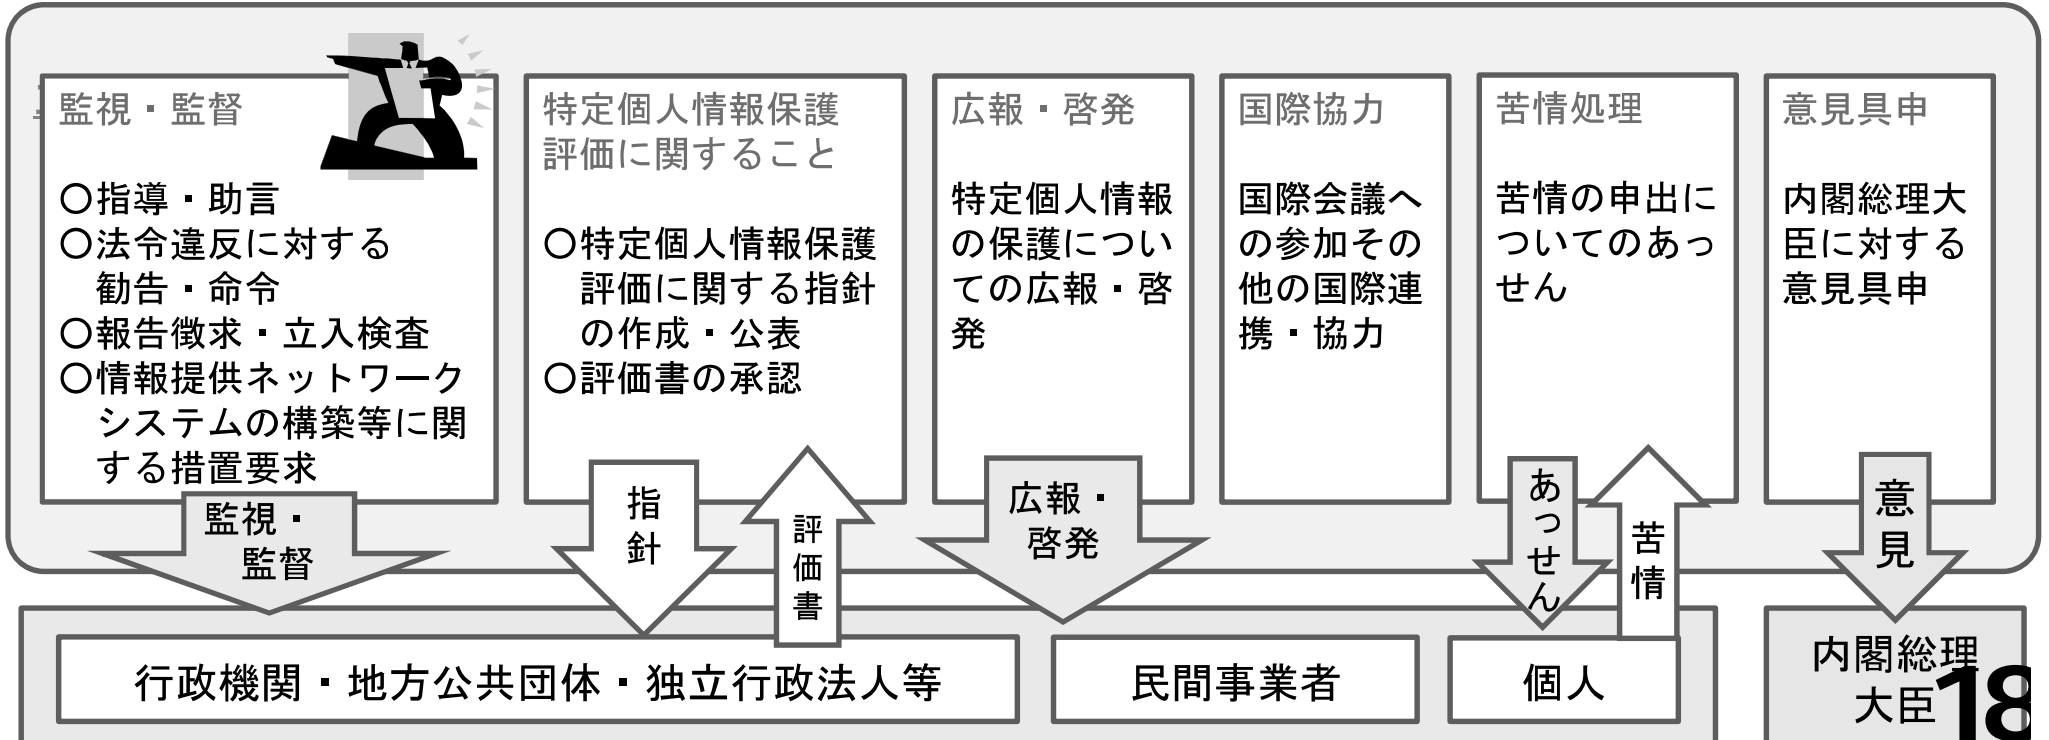 監視・監督
○指導・助言
○法令違反に対する
勧告・命令
○報告徴求・立入検査
○情報提供ネットワーク
システムの構築等に関
する措置要求
特定個人情報保護
評価に関すること
○特定個人情報保護
評価に関する指針
の作成・公表
○評価書の承認
広報・啓発
特定個人情報
の保護につい
ての広報・啓
発
国際協力
国際会議へ
の参加その
他の国際連
携・協力
苦情処理
苦情の申出に
ついてのあっ
せん
意見具申
内閣総理大
臣に対する
意見具申
監視・
監督
指針
評価書
広報・
啓発
あっせん
苦情
意見
行政機関・地方公共団体・独立行政法人等
民間事業者
個人
内閣総理
大臣
18